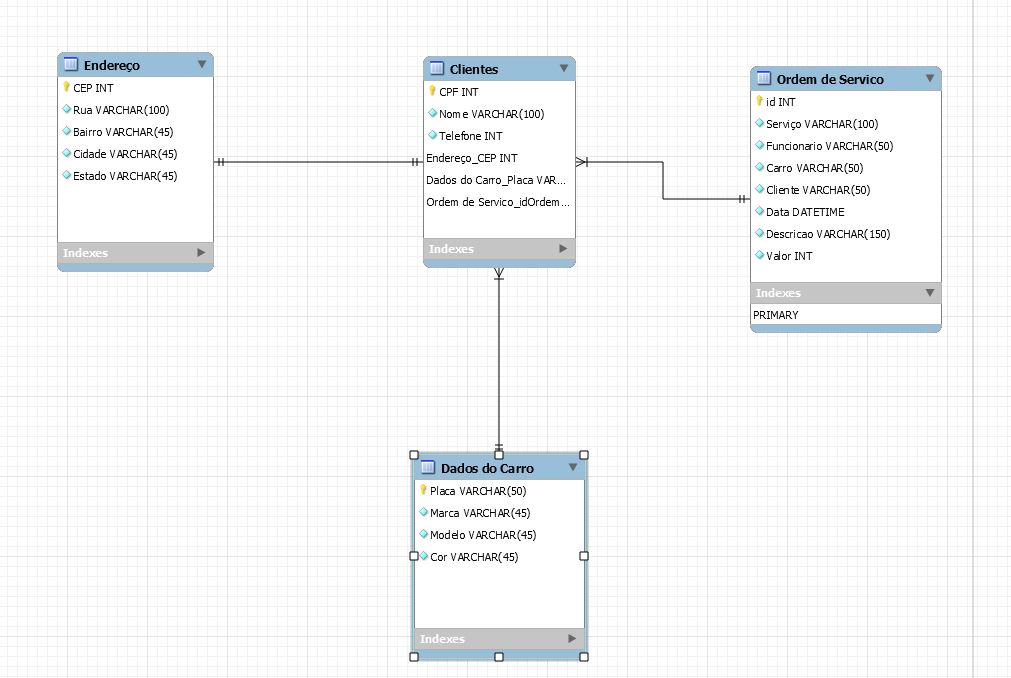 Endereço
CEP INT
Rua VARCHAR(100)
Bairro VARCHAR(45)
Cidade VARCHAR(45)
Estado VARCHAR(45)
Indexes
Clientes
CPF INT
Nome VARCHAR(100)
Telefone INT
Endereço_CEP INT
Dados do Carro_Placa VAR...
Ordem de Servico_idOrdem...
Indexes
Ordem de Servico
id INT
Serviço VARCHAR(100)
Funcionario VARCHAR(50)
Carro VARCHAR(50)
Cliente VARCHAR(50)
Data DATETIME
Descricao VARCHAR(150)
Valor INT
Indexes
PRIMARY
Dados do Carro
Placa VARCHAR(50)
Marca VARCHAR(45)
Modelo VARCHAR(45)
Cor VARCHAR(45)
Indexes